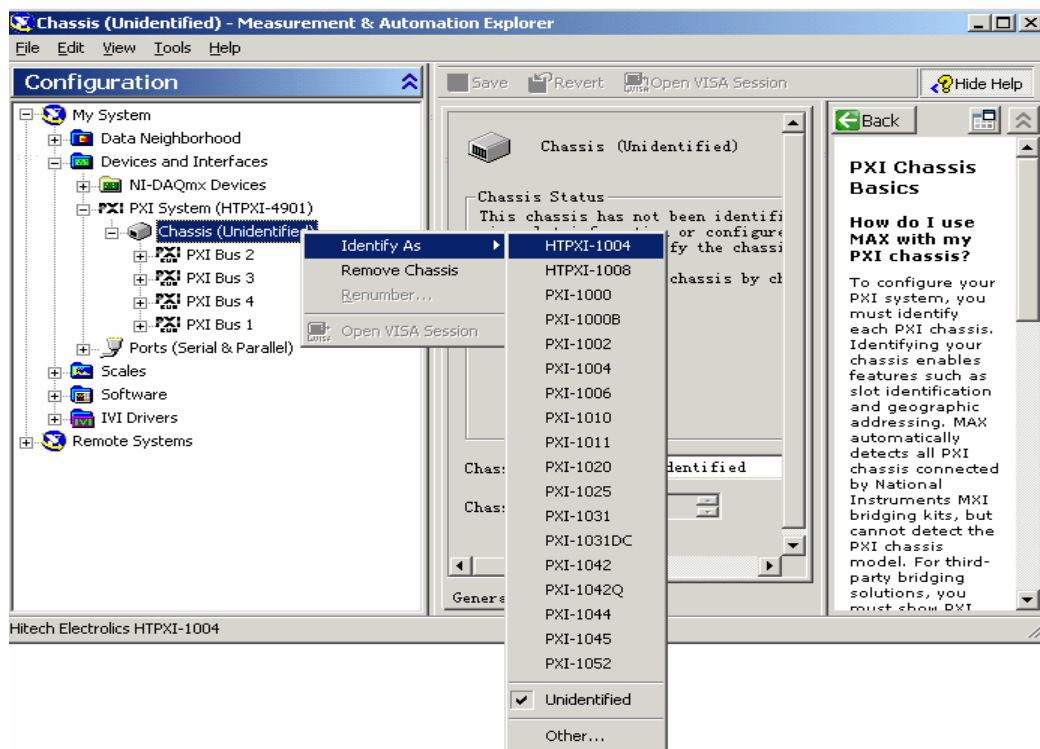 Chassis (Unidentified) - Measurement & Automation Explorer
File Edit View Tools Help
Configuration
My System
Data Neighborhood
Devices and Interfaces
NI-DAQmx Devices
PXI System (HTPXI-4901)
Chassis (Unidentified)
PXI Bus 2
PXI Bus 3
PXI Bus 4
PXI Bus 1
Ports (Serial & Parallel)
Scales
Software
IVI Drivers
Remote Systems
Identify As
Remove Chassis
Renumber...
Open VISA Session
HTPXI-1004
HTPXI-1008
PXI-1000
PXI-1000B
PXI-1002
PXI-1004
PXI-1006
PXI-1010
PXI-1011
PXI-1020
PXI-1025
PXI-1031
PXI-1031DC
PXI-1042
PXI-1042Q
PXI-1044
PXI-1045
PXI-1052
Unidentified
Other...
Save Revert Open VISA Session
Chassis (Unidentified)
Chassis Status
This chassis has not been identifi
or configure
fy the chassi
chassis by ch
Chas
dentified
Chas
Genera
Hide Help
Back
PXI Chassis
Basics
How do I use
MAX with my
PXI chassis?
To configure your
PXI system, you
must identify
each PXI chassis.
Identifying your
chassis enables
features such as
slot identification
and geographic
addressing. MAX
automatically
detects all PXI
chassis connected
by National
Instruments MXI
bridging kits, but
cannot detect the
PXI chassis
model. For third-
party bridging
solutions, you
must show PXI
Hitech Electrolics HTPXI-1004